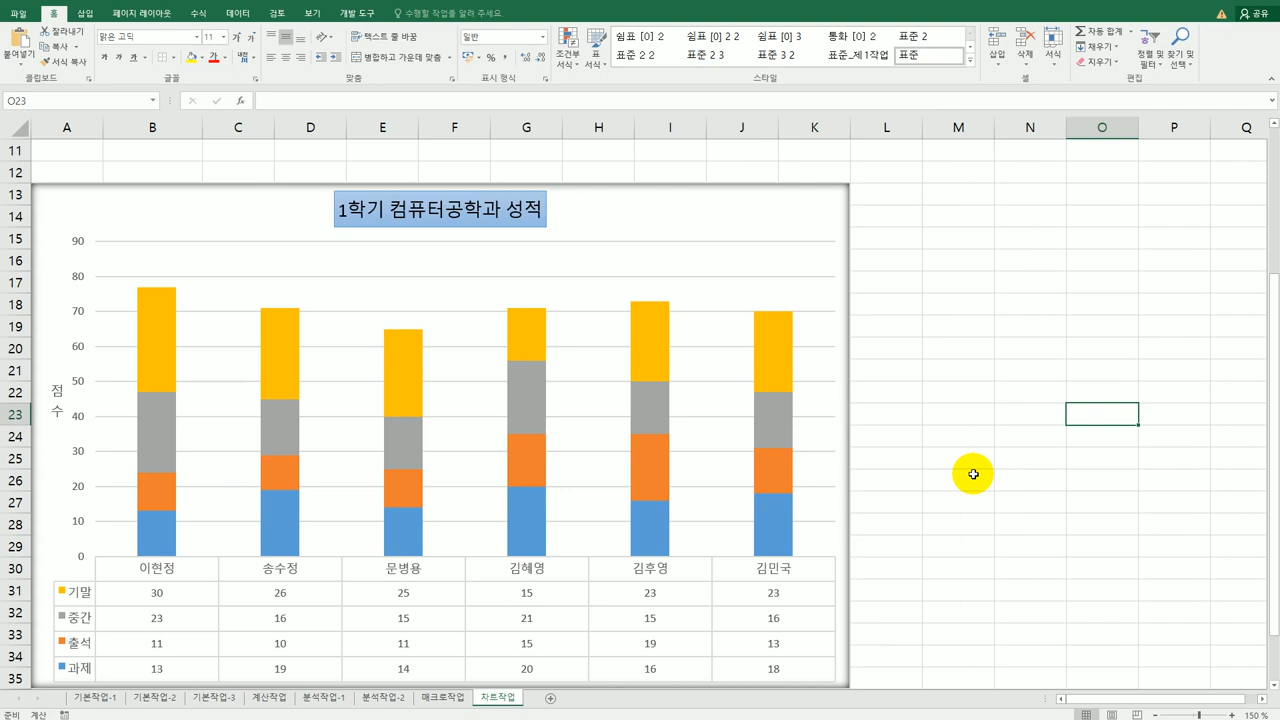 파일 홈 삽입 페이지 레이아웃 수식 데이터 검토 보기 개발 도구 수행할 작업을 알려 주세요. 공유
붙여넣기 잘라내기 복사 서식 복사 클립보드
맑은 고딕 11 가 가 가 가 가 글꼴
텍스트 줄 바꿈 병합하고 가운데 맞춤 맞춤
일반 % 표시 형식
조건부 서식 표 서식
쉼표 [0] 2 쉼표 [0] 2 2 쉼표 [0] 3 통화 [0] 2 표준 2
표준 2 2 표준 2 3 표준 3 2 표준_제1작업 표준
스타일
삽입 삭제 서식 셀
자동 합계 채우기 지우기 정렬 및 필터 찾기 및 선택 편집
O23 fx
A B C D E F G H I J K L M N O P Q
11
12
13
14
15
16
17
18
19
20
21
22
23
24
25
26
27
28
29
30
31
32
33
34
35
1학기 컴퓨터공학과 성적
점수
90
80
70
60
50
40
30
20
10
0
이현정 송수정 문병용 김혜영 김후영 김민국
기말 30 26 25 15 23 23
중간 23 16 15 21 15 16
출석 11 10 11 15 19 13
과제 13 19 14 20 16 18
기본작업-1 기본작업-2 기본작업-3 계산작업 분석작업-1 분석작업-2 매크로작업 차트작업
준비 계산 150 %